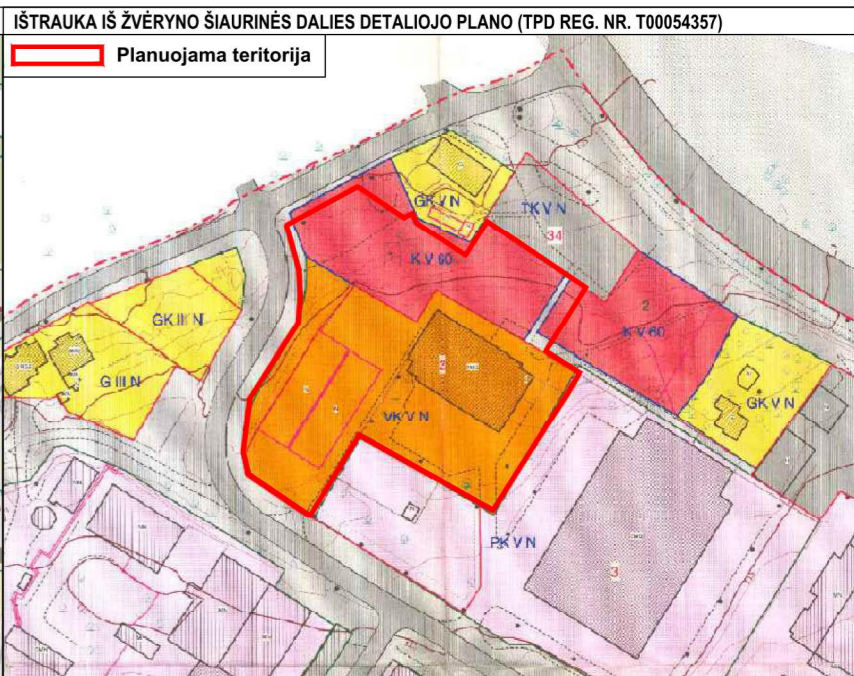 IŠTRAUKA IŠ ŽVĖRYNO ŠIAURINĖS DALIES DETALIOJO PLANO (TPD REG. NR. T00054357)
Planuojama teritorija
GK V N
TK V N
34
K V 60
2
K V 60
GK III N
G III N
GK V N
VK V N
PK V N
3